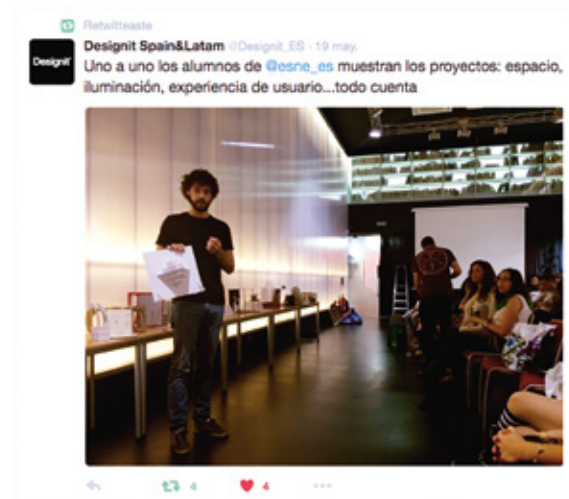 Retwitteaste
Designit Spain&Latam @Designit_ES · 19 may.
Designit
Uno a uno los alumnos de @esne_es muestran los proyectos: espacio,
iluminación, experiencia de usuario...todo cuenta
4 4